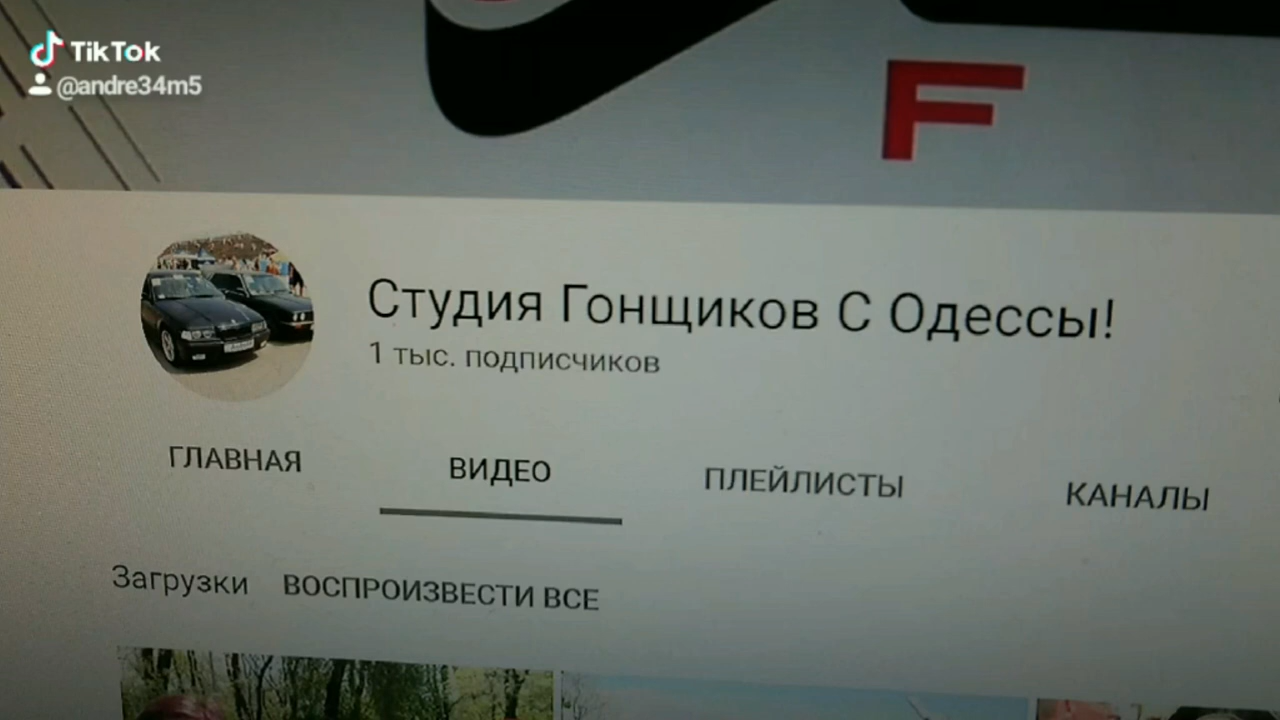 TikTok
@andre34m5
F
Студия Гонщиков С Одессы!
1 тыс. подписчиков
ГЛАВНАЯ ВИДЕО ПЛЕЙЛИСТЫ КАНАЛЫ
Загрузки ВОСПРОИЗВЕСТИ ВСЕ